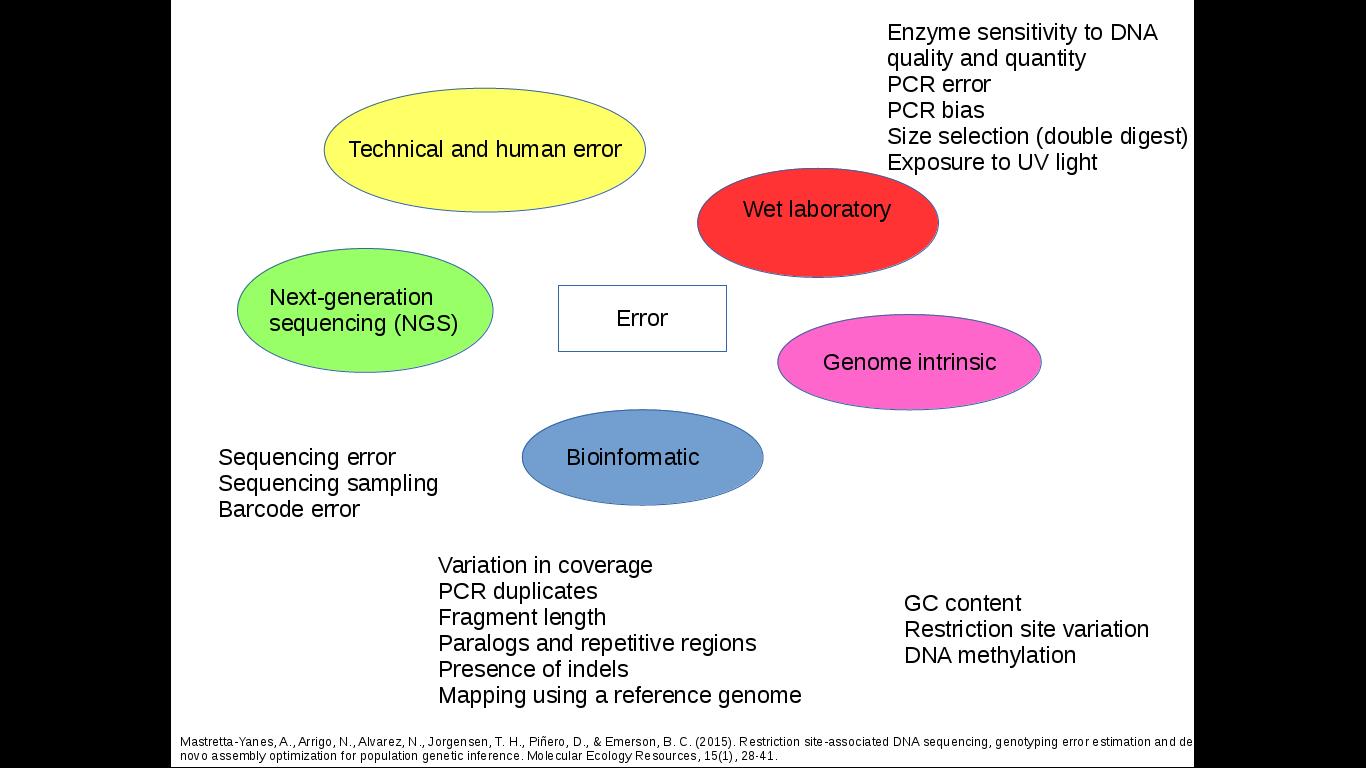 Enzyme sensitivity to DNA
quality and quantity
PCR error
PCR bias
Size selection (double digest)
Exposure to UV light
Technical and human error
Wet laboratory
Next-generation
sequencing (NGS)
Error
Genome intrinsic
Bioinformatic
Sequencing error
Sequencing sampling
Barcode error
Variation in coverage
PCR duplicates
Fragment length
Paralogs and repetitive regions
Presence of indels
Mapping using a reference genome
GC content
Restriction site variation
DNA methylation
Mastretta-Yanes, A., Arrigo, N., Alvarez, N., Jorgensen, T. H., Piñero, D., & Emerson, B. C. (2015). Restriction site-associated DNA sequencing, genotyping error estimation and de
novo assembly optimization for population genetic inference. Molecular Ecology Resources, 15(1), 28-41.